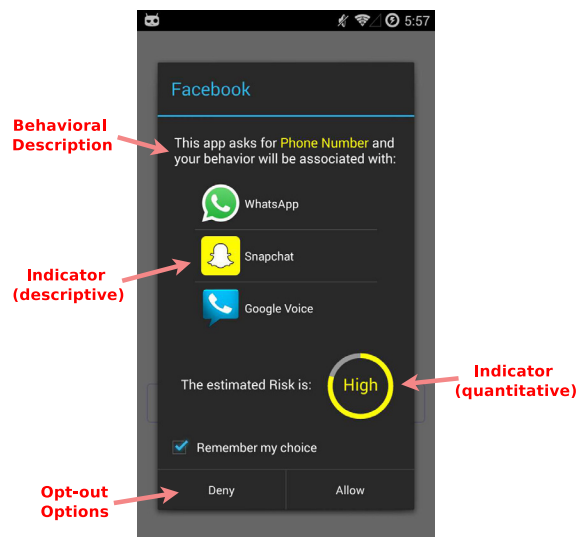 5:57
Facebook
Behavioral
Description
This app asks for Phone Number and
your behavior will be associated with:
WhatsApp
Indicator
(descriptive)
Snapchat
Google Voice
The estimated Risk is:
High
Indicator
(quantitative)
Remember my choice
Opt-out
Options
Deny
Allow